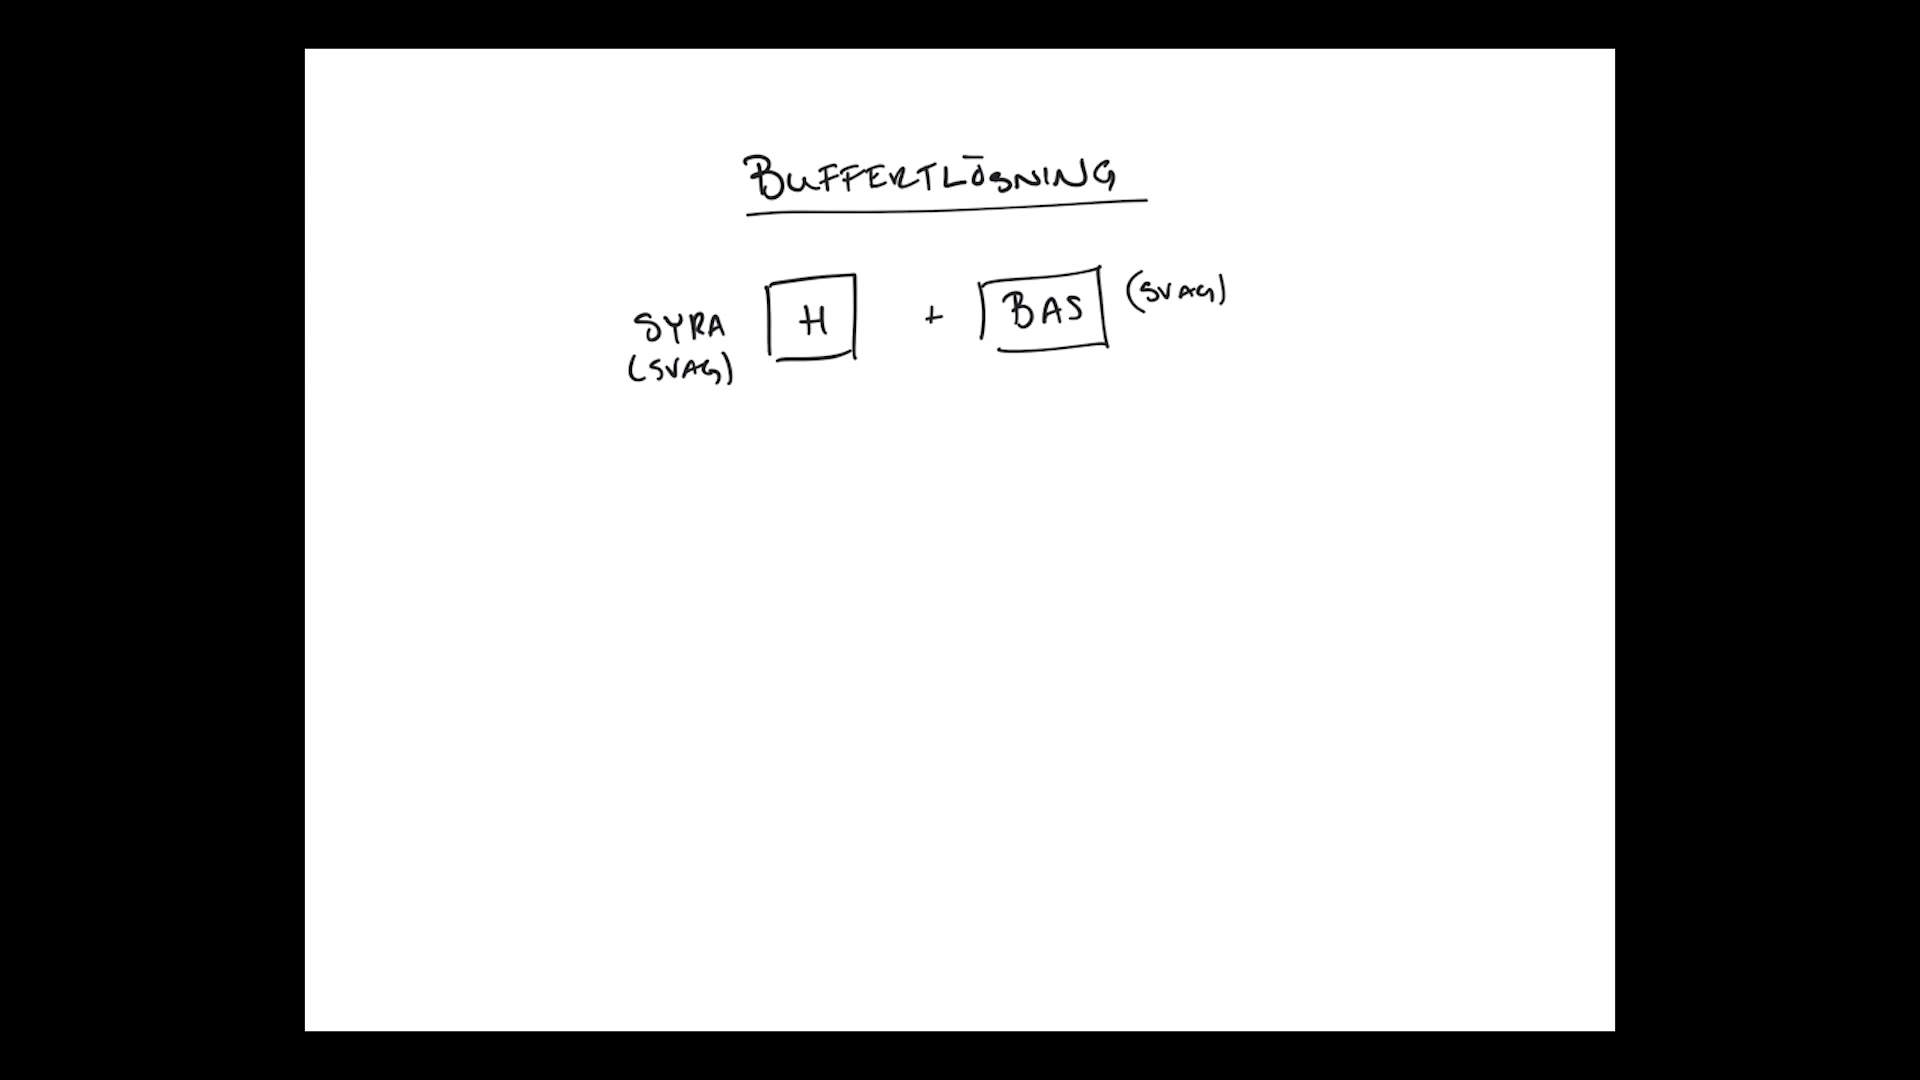 BUFFERTLÖSNING
SYRA H + BAS (SVAG)
(SVAG)